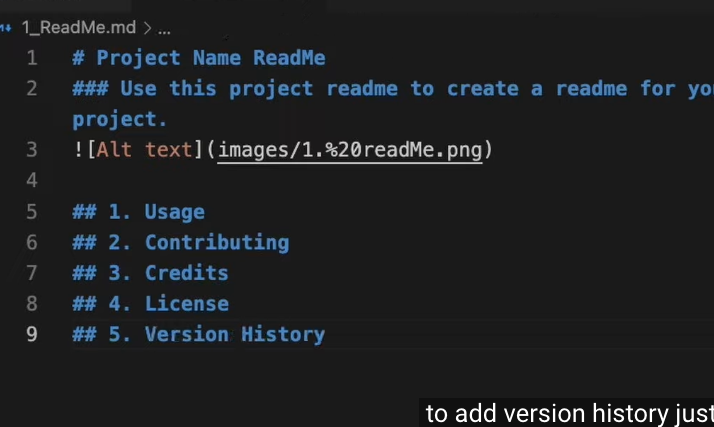 1_ReadMe.md > ...
1 # Project Name ReadMe
2 ### Use this project readme to create a readme for
project.
3 ![Alt text](images/1.%20readMe.png)
4
5 ## 1. Usage
6 ## 2. Contributing
7 ## 3. Credits
8 ## 4. License
9 ## 5. Version History
to add version history just